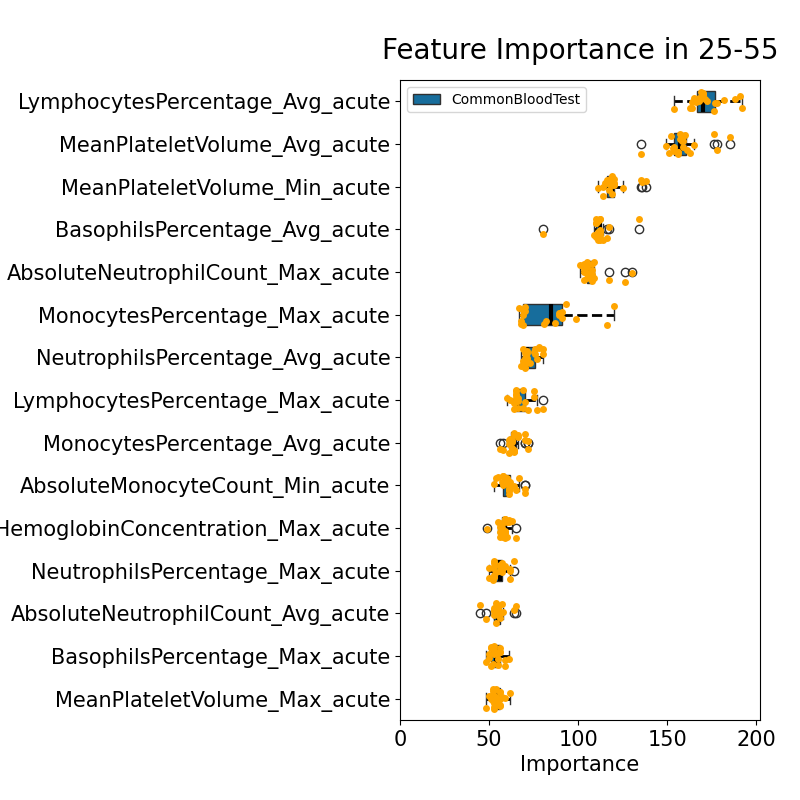 Feature Importance in 25-55
CommonBloodTest
LymphocytesPercentage_Avg_acute
MeanPlateletVolume_Avg_acute
MeanPlateletVolume_Min_acute
BasophilsPercentage_Avg_acute
AbsoluteNeutrophilCount_Max_acute
MonocytesPercentage_Max_acute
NeutrophilsPercentage_Avg_acute
LymphocytesPercentage_Max_acute
MonocytesPercentage_Avg_acute
AbsoluteMonocyteCount_Min_acute
HemoglobinConcentration_Max_acute
NeutrophilsPercentage_Max_acute
AbsoluteNeutrophilCount_Avg_acute
BasophilsPercentage_Max_acute
MeanPlateletVolume_Max_acute
0 50 100 150 200
Importance